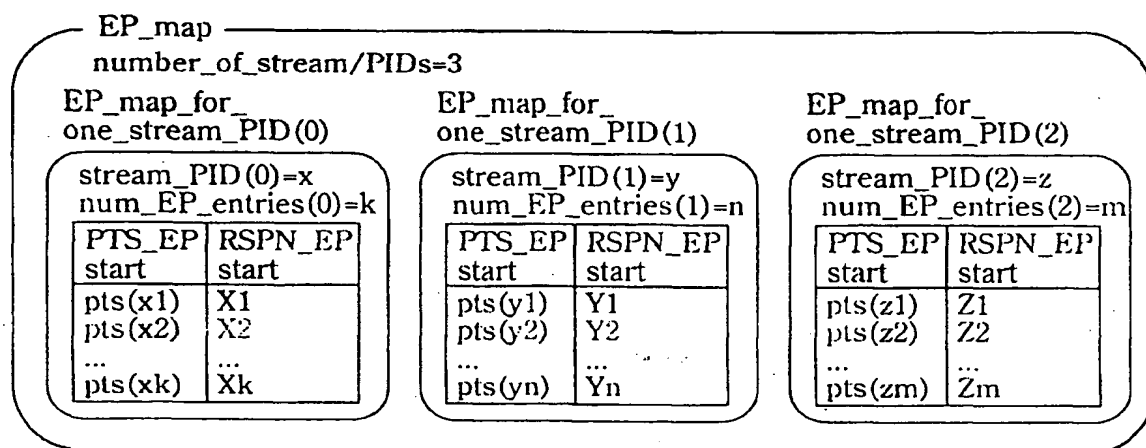 EP_map
number_of_stream/PIDs=3
EP_map_for_
one_stream_PID(0)
stream_PID(0)=x
num_EP_entries(0)=k
PTS_EP RSPN_EP
start start
pts(x1) X1
pts(x2) X2
... ...
pts(xk) Xk
EP_map_for_
one_stream_PID(1)
stream_PID(1)=y
num_EP_entries(1)=n
PTS_EP RSPN_EP
start start
pts(y1) Y1
pts(y2) Y2
... ...
pts(yn) Yn
EP_map_for_
one_stream_PID(2)
stream_PID(2)=z
num_EP_entries(2)=m
PTS_EP RSPN_EP
start start
pts(z1) Z1
pts(z2) Z2
... ...
pts(zm) Zm